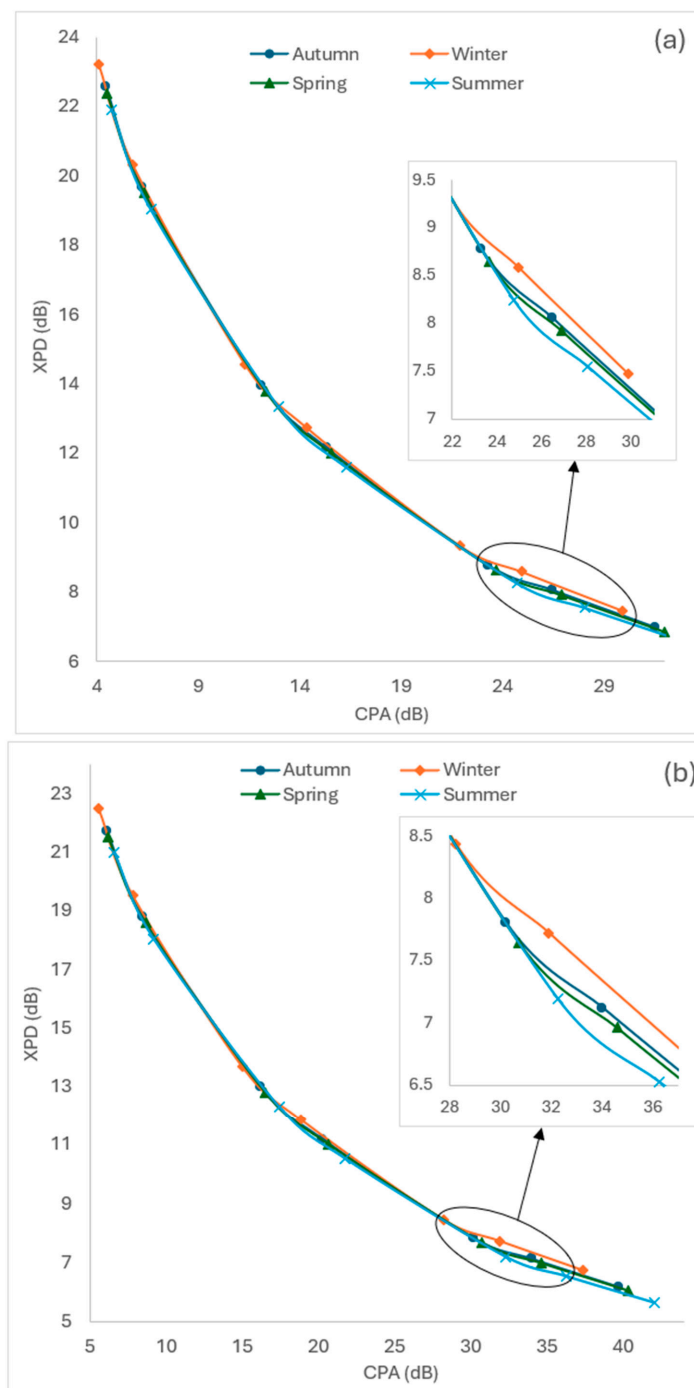 (a)
Autumn Winter
Spring Summer
24
22
20
18
16
14
12
10
8
6
XPD (dB)
4 9 14 19 24 29
CPA (dB)
9.5
9
8.5
8
7.5
7
22 24 26 28 30
(b)
Autumn Winter
Spring Summer
23
21
19
17
15
13
11
9
7
5
XPD (dB)
5 10 15 20 25 30 35 40
CPA (dB)
8.5
8
7.5
7
6.5
28 30 32 34 36